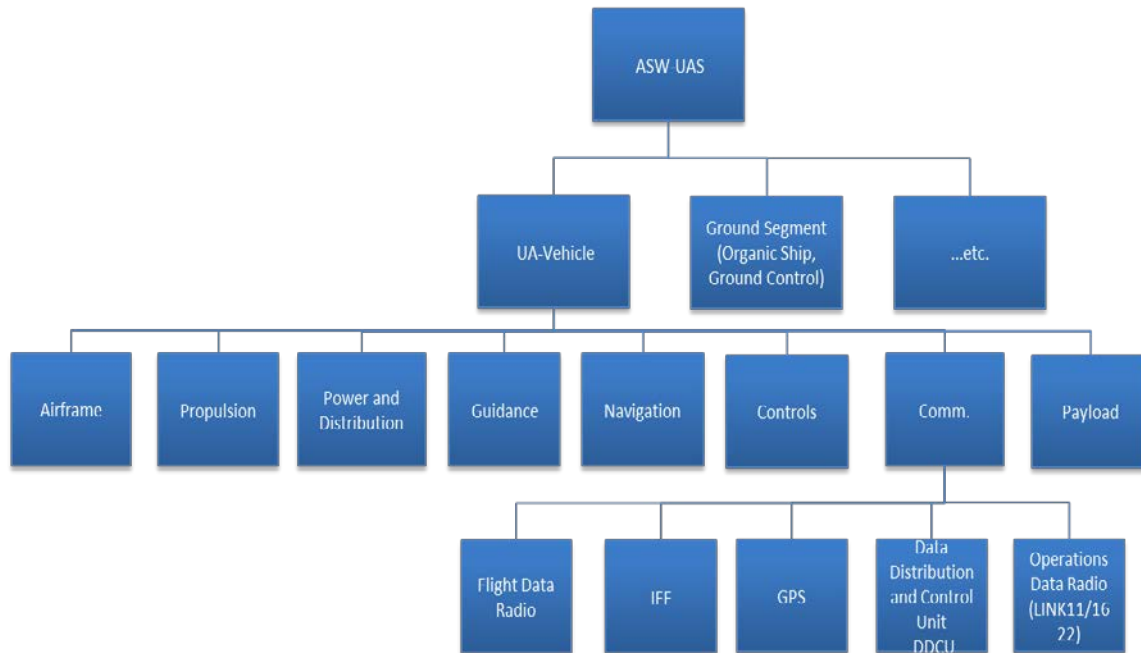 ASW-UAS
UA-Vehicle
Ground Segment
(Organic Ship,
Ground Control)
...etc.
Airframe
Propulsion
Power and
Distribution
Guidance
Navigation
Controls
Comm.
Payload
Flight Data
Radio
IFF
GPS
Data
Distribution
and Control
Unit
DDCU
Operations
Data Radio
(LINK11/16
22)